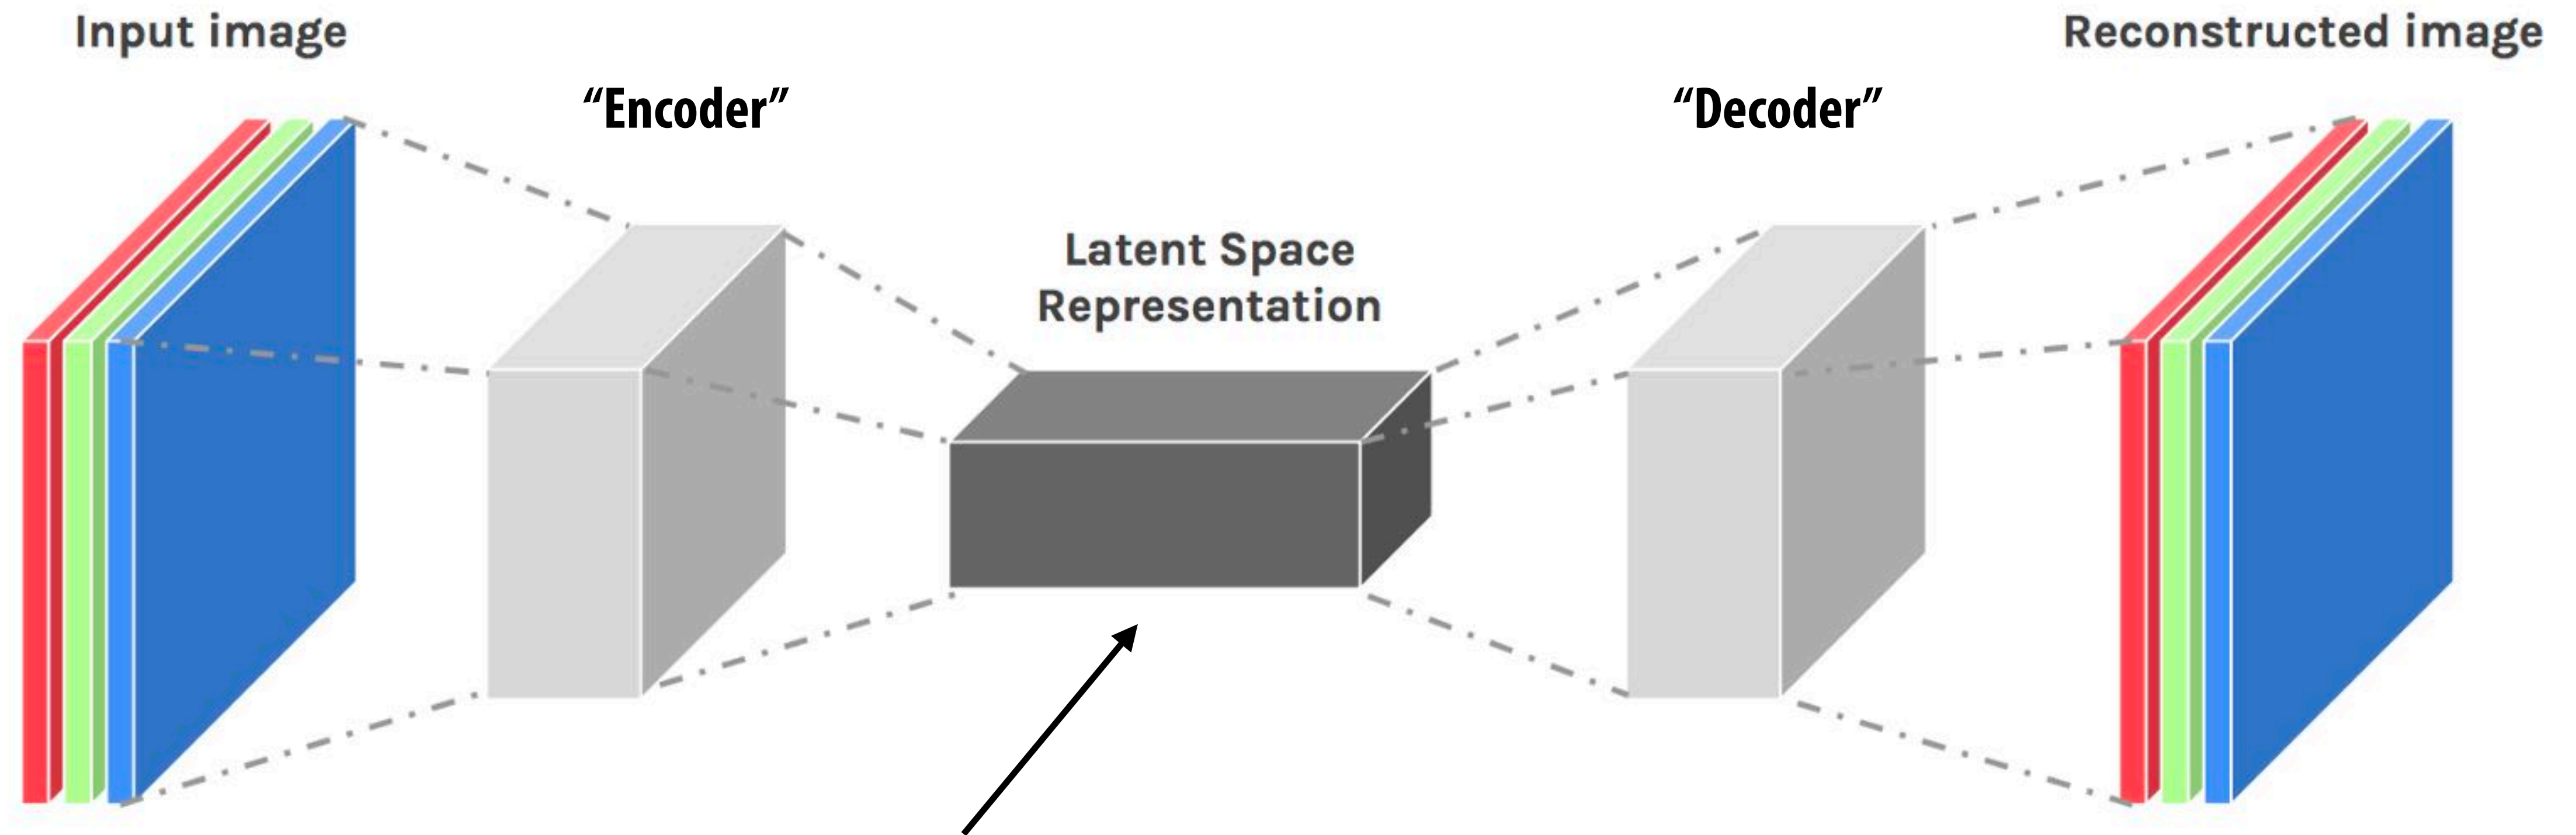 Input image
Reconstructed image
“Encoder”
“Decoder”
Latent Space
Representation